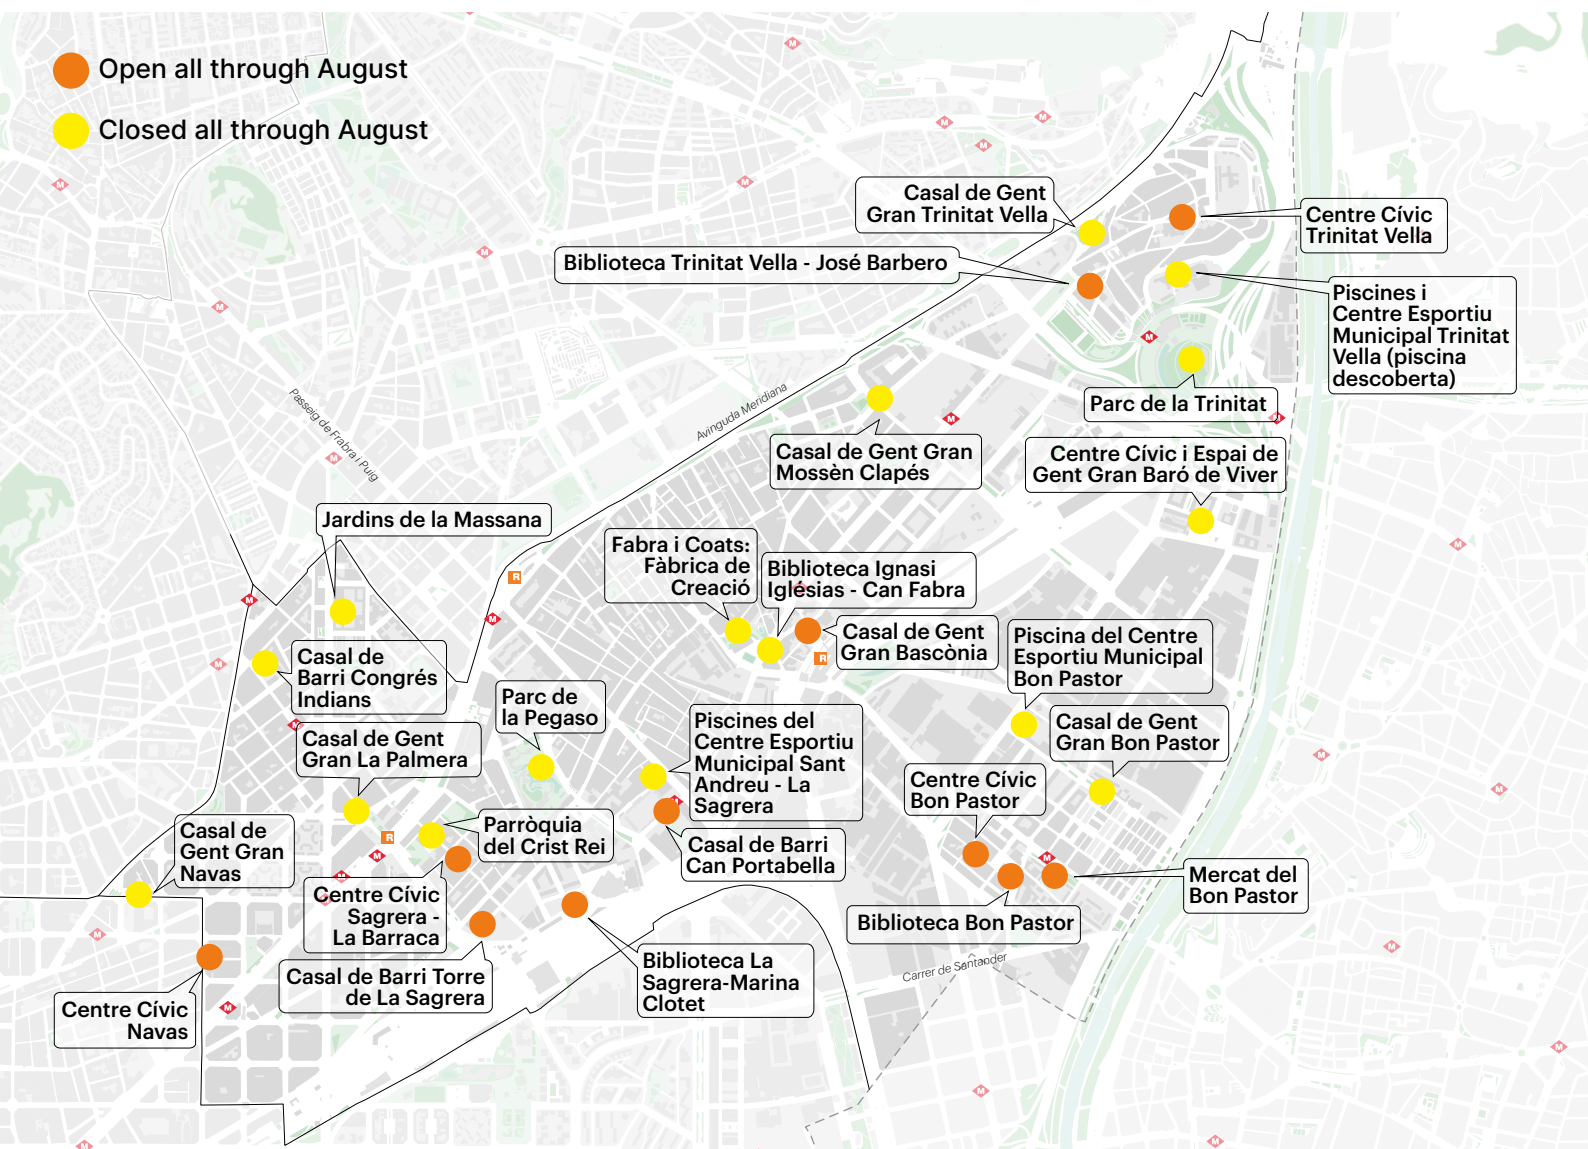 Open all through August
Closed all through August
Casal de Gent
Gran Trinitat Vella
Centre Cívic
Trinitat Vella
Biblioteca Trinitat Vella - José Barbero
Piscines i
Centre Esportiu
Municipal Trinitat
Vella (piscina
descoberta)
Parc de la Trinitat
Passeig de Frabra i Puig
Avinguda Meridiana
Casal de Gent Gran
Mossèn Clapés
Centre Cívic i Espai de
Gent Gran Baró de Viver
Jardins de la Massana
Fabra i Coats:
Fàbrica de
Creació
Biblioteca Ignasi
Iglésias - Can Fabra
Casal de Gent
Gran Bascònia
Piscina del Centre
Esportiu Municipal
Bon Pastor
Casal de
Barri Congrés
Indians
Parc de
la Pegaso
Piscines del
Centre Esportiu
Municipal Sant
Andreu - La
Sagrera
Casal de Gent
Gran Bon Pastor
Casal de Gent
Gran La Palmera
Centre Cívic
Bon Pastor
Casal de
Gent Gran
Navas
Parròquia
del Crist Rei
Casal de Barri
Can Portabella
Mercat del
Bon Pastor
Centre Cívic
Sagrera -
La Barraca
Biblioteca Bon Pastor
Casal de Barri Torre
de La Sagrera
Biblioteca La
Sagrera-Marina
Clotet
Carrer de Santander
Centre Cívic
Navas